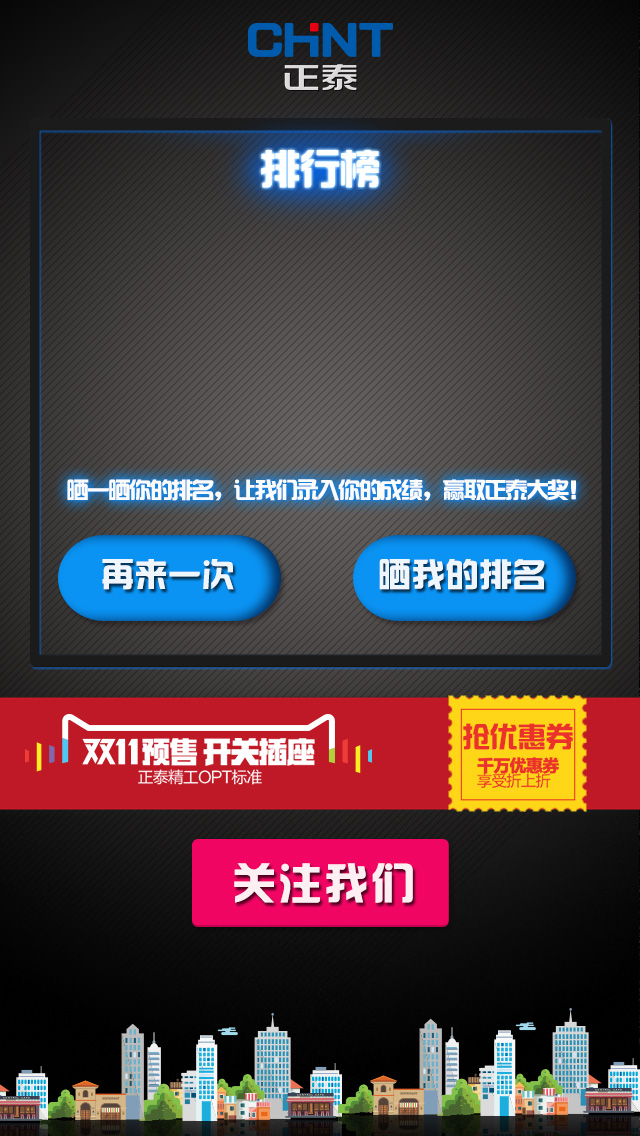 CHNT
正泰
排行榜
晒一晒你的排名，让我们录入你的成绩，赢取正泰大奖！
再来一次
晒我的排名
双11预售 开关插座
正泰精工OPT标准
抢优惠券
千万优惠券
享受折上折
关注我们